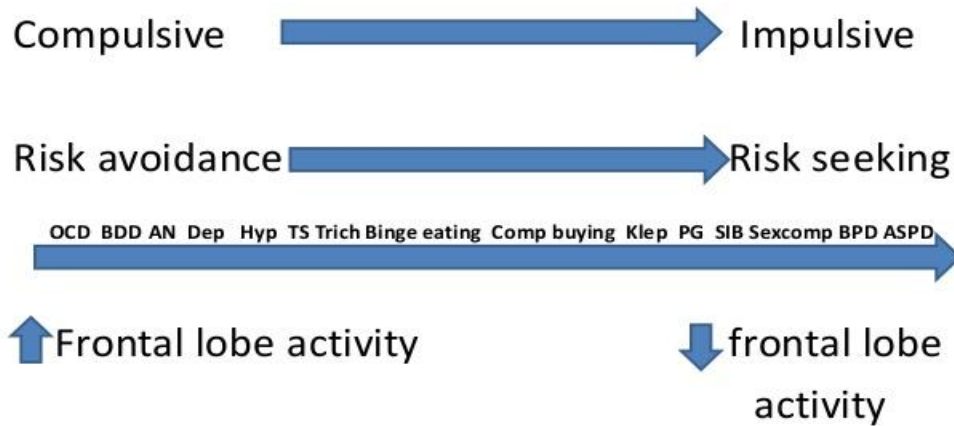 Compulsive Impulsive
Risk avoidance Risk seeking
OCD BDD AN Dep Hyp TS Trich Binge eating Comp buying Klep PG SIB Sexcomp BPD ASPD
Frontal lobe activity
frontal lobe
activity